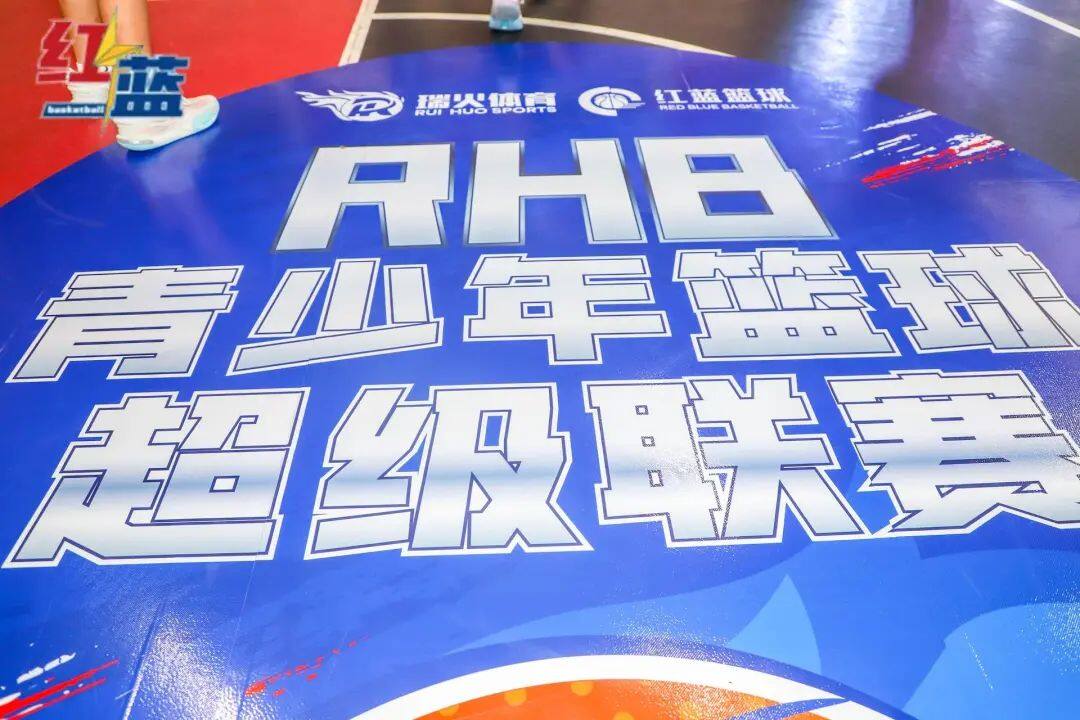 红蓝
basketball
瑞火体育 红蓝篮球
RUI HUO SPORTS RED BLUE BASKETBALL
RHB
青少年篮球
超级联赛